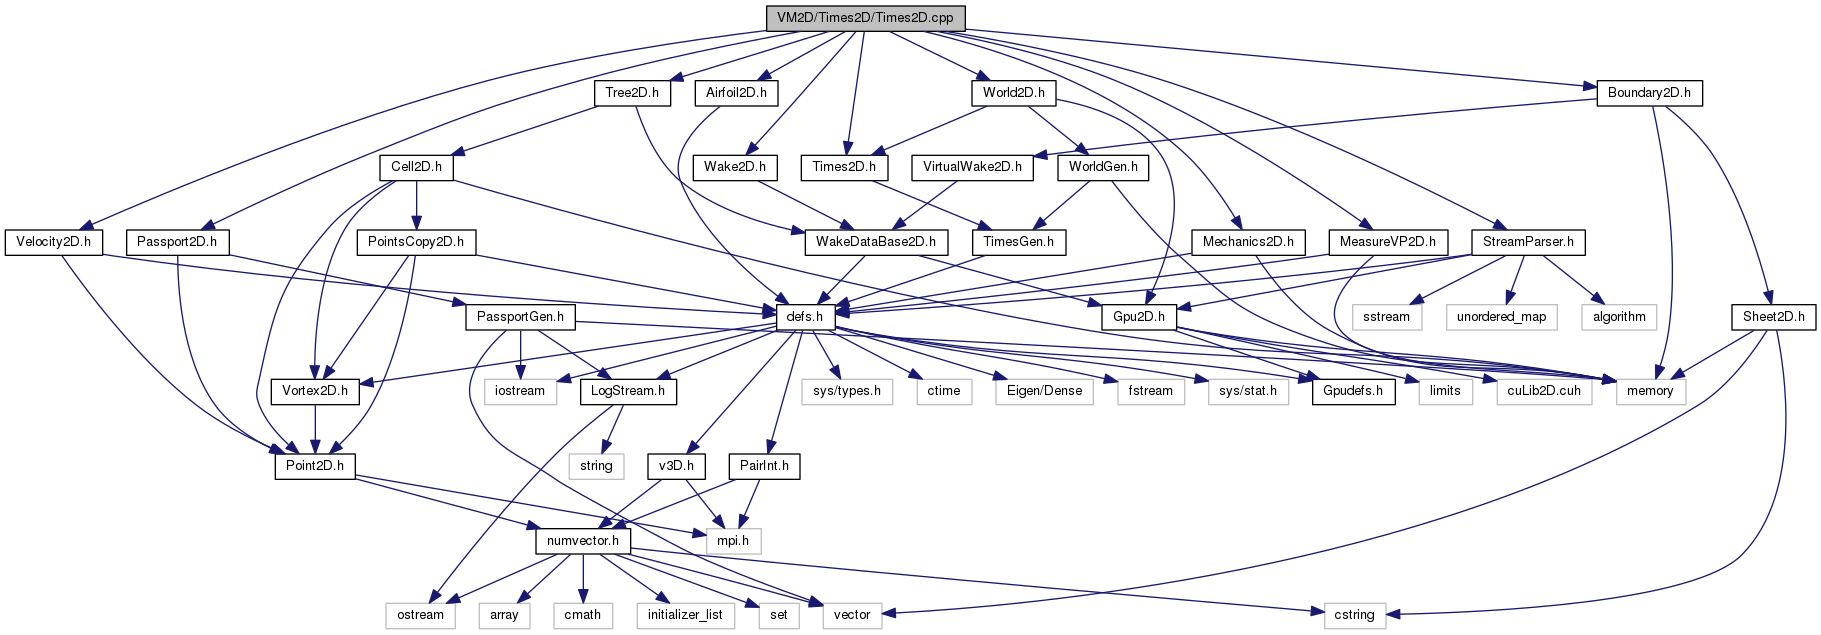 VM2D/Times2D/Times2D.cpp
Tree2D.h
Airfoil2D.h
World2D.h
Boundary2D.h
Cell2D.h
Wake2D.h
Times2D.h
VirtualWake2D.h
WorldGen.h
Velocity2D.h
Passport2D.h
PointsCopy2D.h
WakeDataBase2D.h
TimesGen.h
Mechanics2D.h
MeasureVP2D.h
StreamParser.h
PassportGen.h
defs.h
Gpu2D.h
sstream
unordered_map
algorithm
Sheet2D.h
Vortex2D.h
iostream
LogStream.h
sys/types.h
ctime
Eigen/Dense
fstream
sys/stat.h
Gpudefs.h
limits
cuLib2D.cuh
memory
Point2D.h
string
v3D.h
PairInt.h
numvector.h
mpi.h
ostream
array
cmath
initializer_list
set
vector
cstring